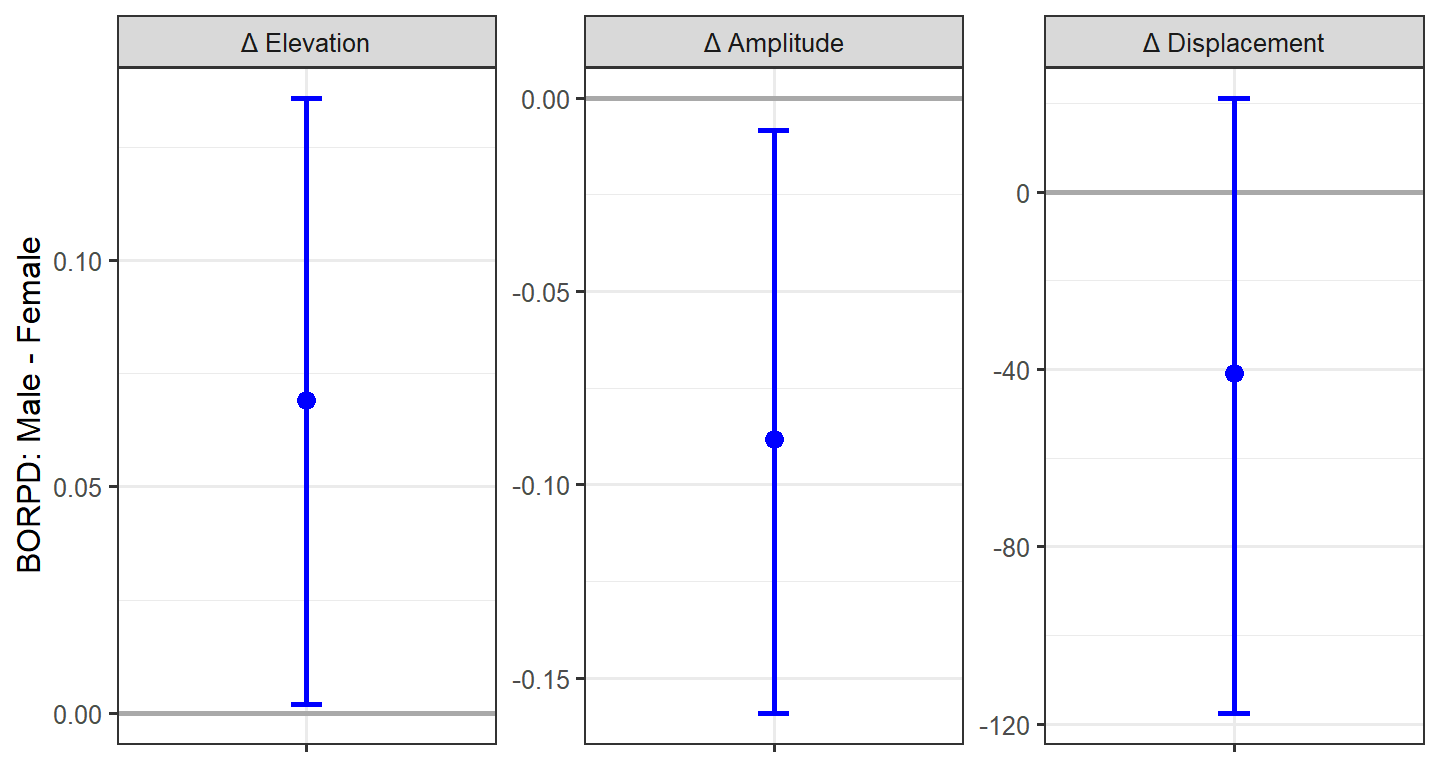 Δ Elevation
Δ Amplitude
Δ Displacement
BORPD: Male - Female
0.10
0.05
0.00
0.00
-0.05
-0.10
-0.15
0
-40
-80
-120